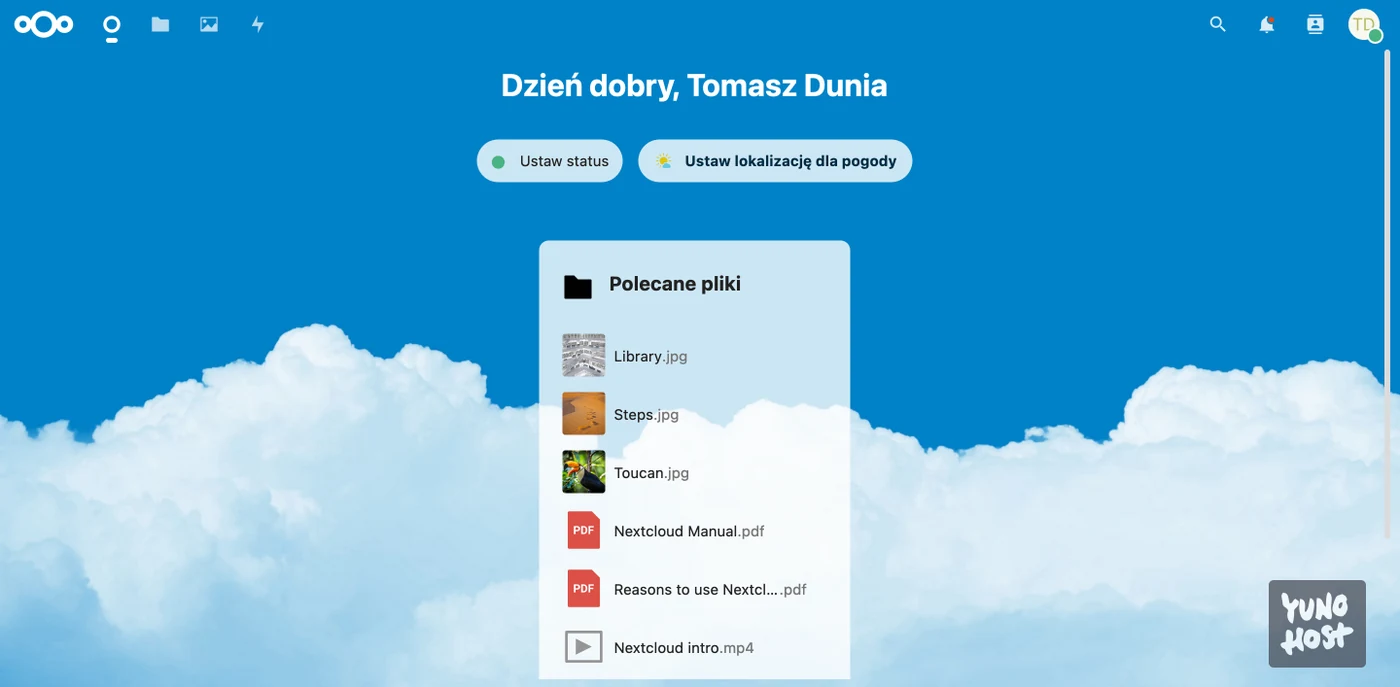 TD
Dzień dobry, Tomasz Dunia
Ustaw status
Ustaw lokalizację dla pogody
Polecane pliki
Library.jpg
Steps.jpg
Toucan.jpg
PDF Nextcloud Manual.pdf
PDF Reasons to use Nextcl... .pdf
Nextcloud intro.mp4
YUNO
HOST